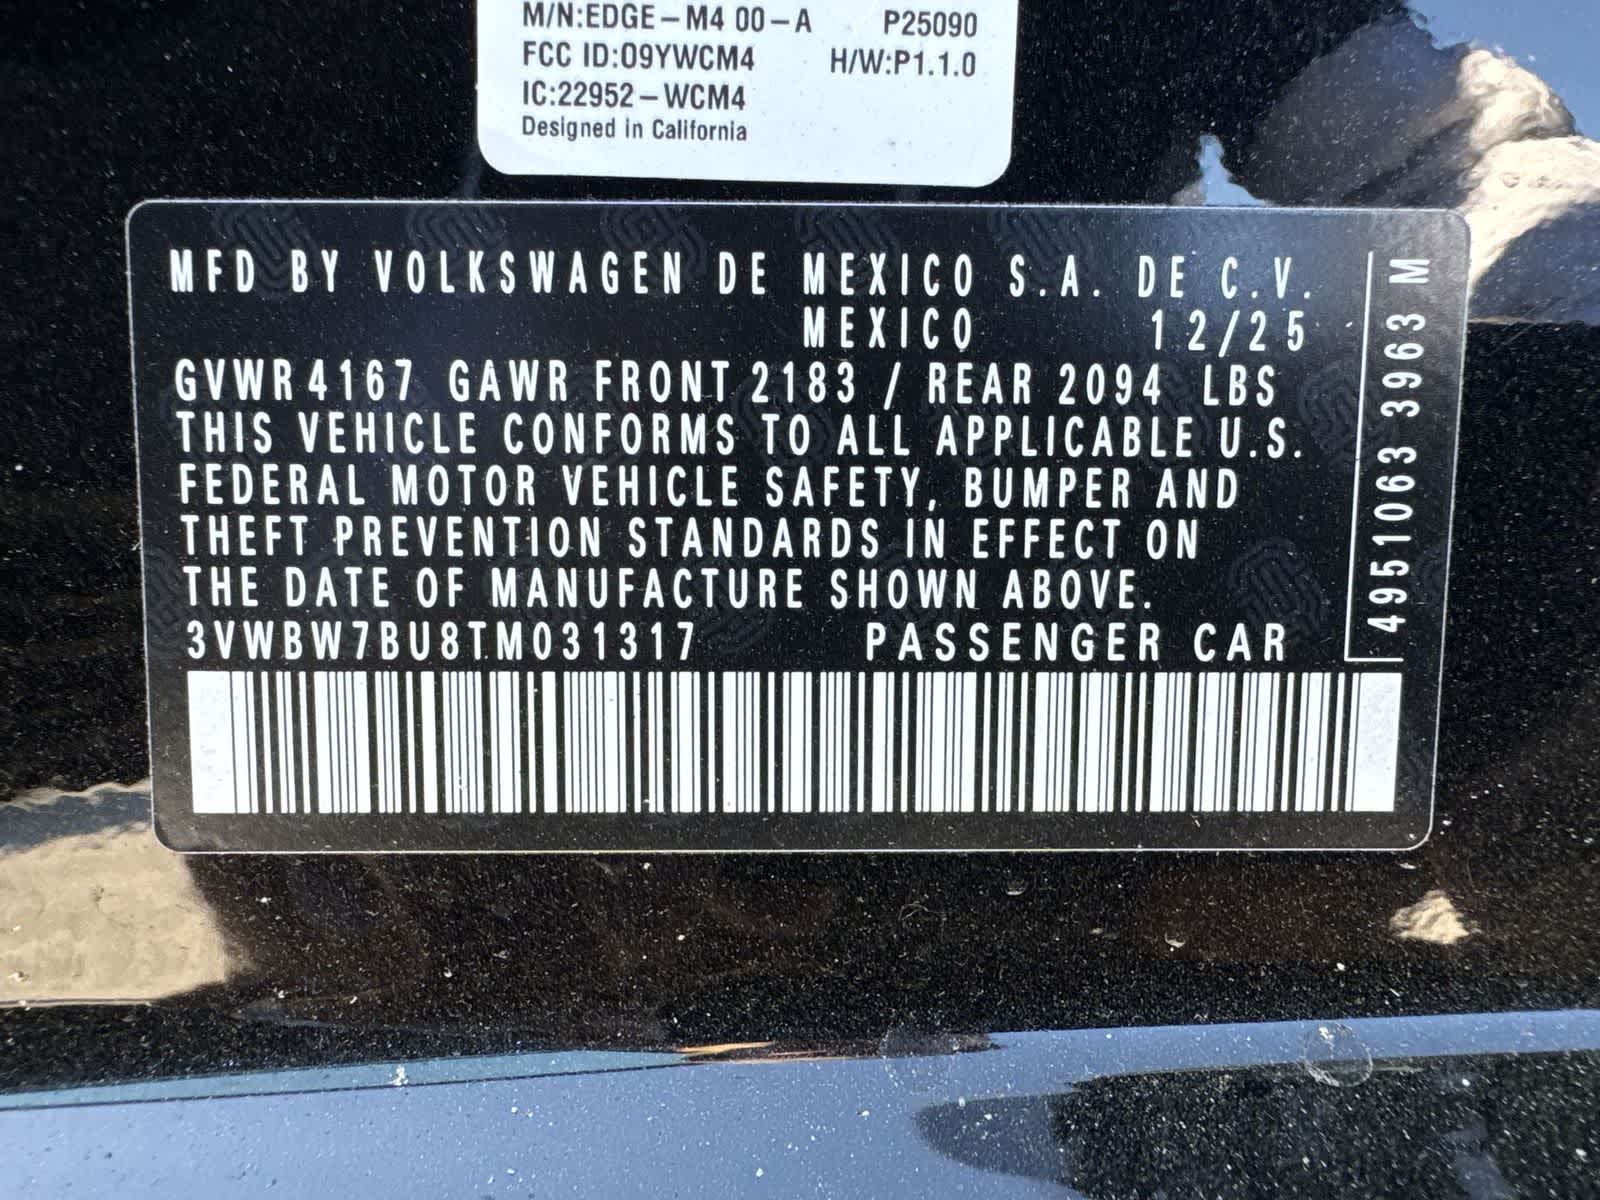 M/N:EDGE-M4 00-A P25090
FCC ID:O9YWCM4 H/W:P1.1.0
IC:22952-WCM4
Designed in California
MFD BY VOLKSWAGEN DE MEXICO S.A. DE C.V.
MEXICO 12/25
GVWR 4167 GAWR FRONT 2183 / REAR 2094 LBS
THIS VEHICLE CONFORMS TO ALL APPLICABLE U.S.
FEDERAL MOTOR VEHICLE SAFETY, BUMPER AND
THEFT PREVENTION STANDARDS IN EFFECT ON
THE DATE OF MANUFACTURE SHOWN ABOVE.
3VWBW7BU8TM031317 PASSENGER CAR
4951063 3963 M